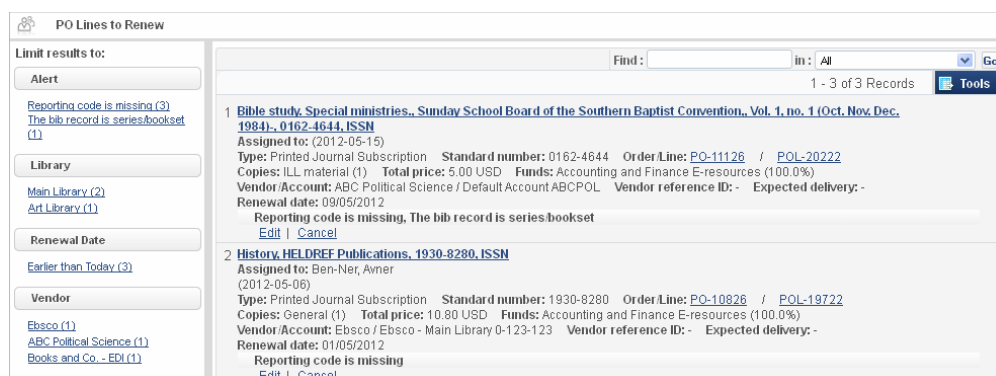 PO Lines to Renew
Limit results to:
Alert
Reporting code is missing (3)
The bib record is series/bookset
(1)
Library
Main Library (2)
Art Library (1)
Renewal Date
Earlier than Today (3)
Vendor
Ebsco (1)
ABC Political Science (1)
Books and Co. - EDI (1)
Find : in : All Go
1 - 3 of 3 Records Tools
1 Bible study. Special ministries., Sunday School Board of the Southern Baptist Convention,, Vol. 1, no. 1 (Oct. Nov. Dec.
1984)-, 0162-4644, ISSN
Assigned to: (2012-05-15)
Type: Printed Journal Subscription Standard number: 0162-4644 Order/Line: PO-11126 / POL-20222
Copies: ILL material (1) Total price: 5.00 USD Funds: Accounting and Finance E-resources (100.0%)
Vendor/Account: ABC Political Science / Default Account ABCPOL Vendor reference ID: - Expected delivery: -
Renewal date: 09/05/2012
Reporting code is missing, The bib record is series/bookset
Edit | Cancel
2 History, HELDREF Publications, 1930-8280, ISSN
Assigned to: Ben-Ner, Avner
(2012-05-06)
Type: Printed Journal Subscription Standard number: 1930-8280 Order/Line: PO-10826 / POL-19722
Copies: General (1) Total price: 10.80 USD Funds: Accounting and Finance E-resources (100.0%)
Vendor/Account: Ebsco / Ebsco - Main Library 0-123-123 Vendor reference ID: - Expected delivery: -
Renewal date: 01/05/2012
Reporting code is missing
Edit | Cancel